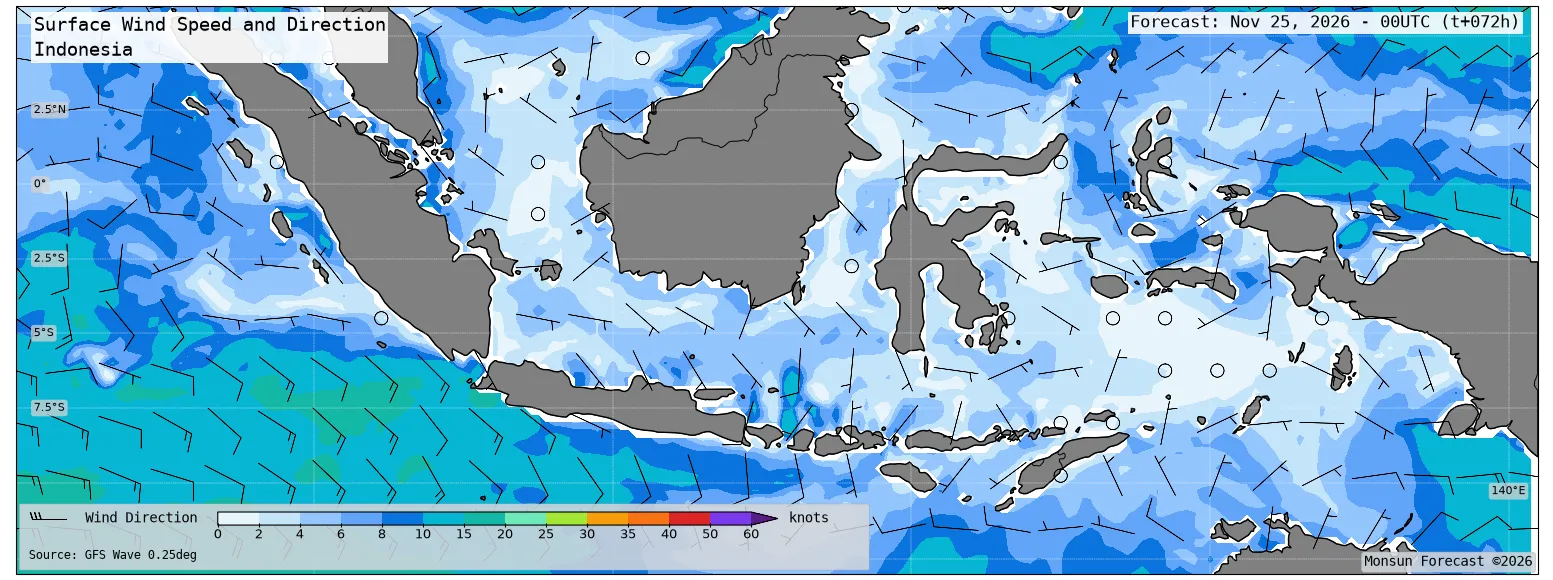 Surface Wind Speed and Direction
Indonesia
Forecast: Nov 25, 2026 - 00UTC (t+072h)
2.5°N
0°
2.5°S
5°S
7.5°S
140°E
Wind Direction
0 2 4 6 8 10 15 20 25 30 35 40 50 60
knots
Source: GFS Wave 0.25deg
Monsun Forecast ©2026